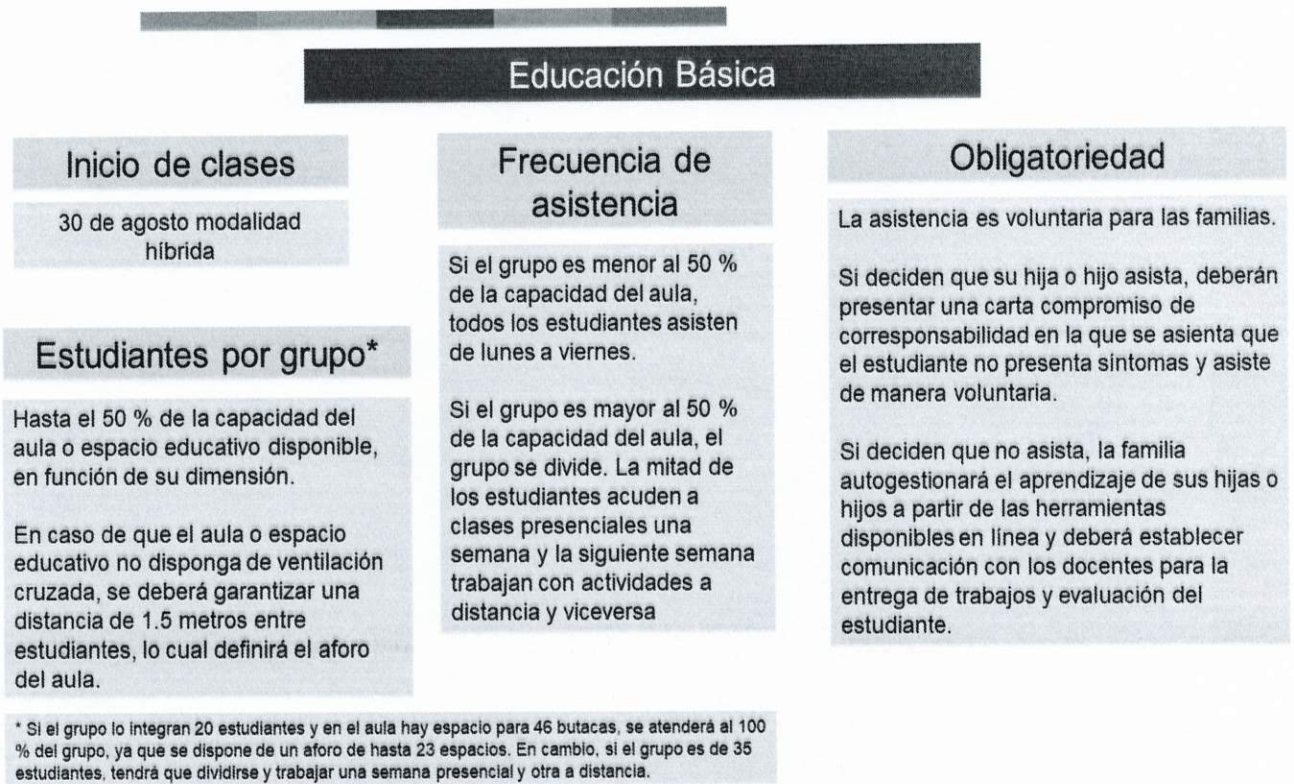 Educación Básica
Inicio de clases
30 de agosto modalidad
híbrida
Estudiantes por grupo*
Hasta el 50 % de la capacidad del
aula o espacio educativo disponible,
en función de su dimensión.
En caso de que el aula o espacio
educativo no disponga de ventilación
cruzada, se deberá garantizar una
distancia de 1.5 metros entre
estudiantes, lo cual definirá el aforo
del aula.
Frecuencia de
asistencia
Si el grupo es menor al 50 %
de la capacidad del aula,
todos los estudiantes asisten
de lunes a viernes.
Si el grupo es mayor al 50 %
de la capacidad del aula, el
grupo se divide. La mitad de
los estudiantes acuden a
clases presenciales una
semana y la siguiente semana
trabajan con actividades a
distancia y viceversa
Obligatoriedad
La asistencia es voluntaria para las familias.
Si deciden que su hija o hijo asista, deberán
presentar una carta compromiso de
corresponsabilidad en la que se asienta que
el estudiante no presenta síntomas y asiste
de manera voluntaria.
Si deciden que no asista, la familia
autogestionará el aprendizaje de sus hijas o
hijos a partir de las herramientas
disponibles en línea y deberá establecer
comunicación con los docentes para la
entrega de trabajos y evaluación del
estudiante.
* Si el grupo lo integran 20 estudiantes y en el aula hay espacio para 46 butacas, se atenderá al 100
% del grupo, ya que se dispone de un aforo de hasta 23 espacios. En cambio, si el grupo es de 35
estudiantes, tendrá que dividirse y trabajar una semana presencial y otra a distancia.